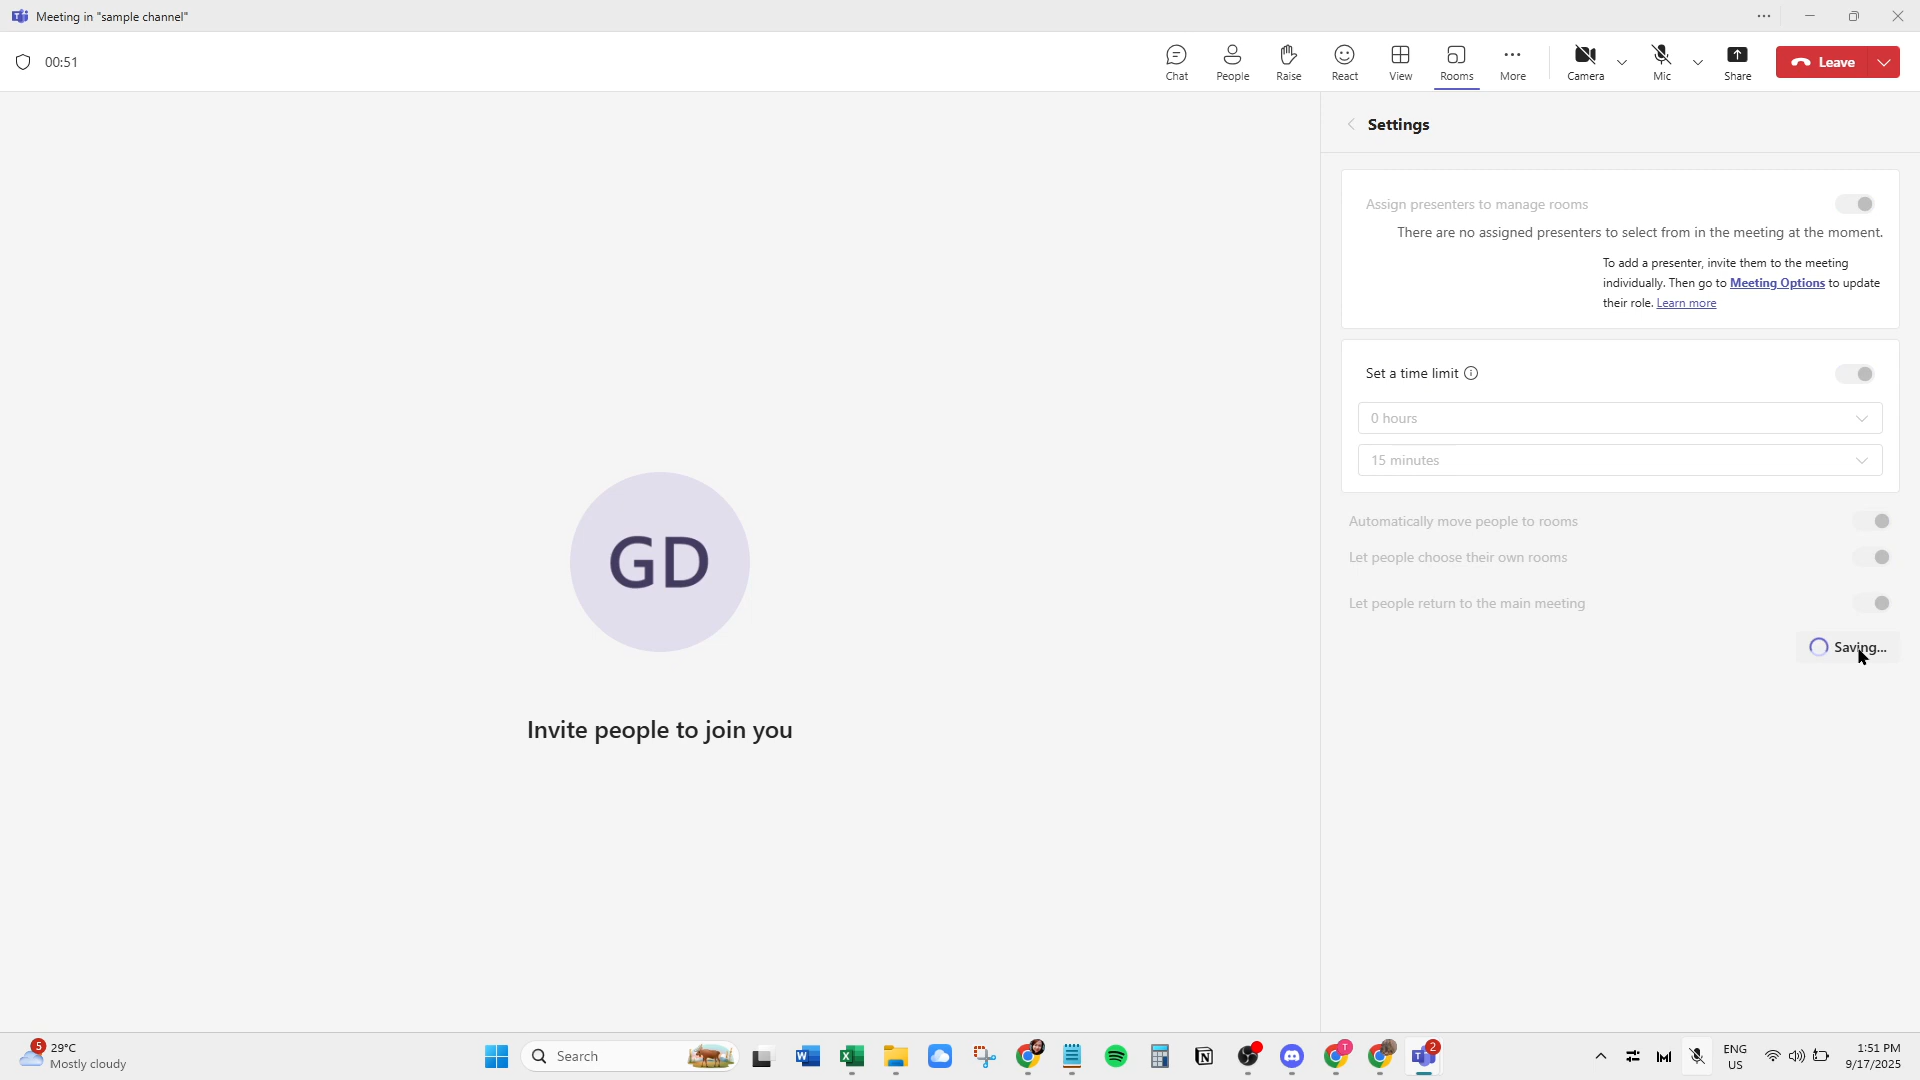 Meeting in "sample channel"
00:51
Chat
People
Raise
React
View
Rooms
More
Camera
Mic
Share
Leave
Settings
Assign presenters to manage rooms
There are no assigned presenters to select from in the meeting at the moment.
To add a presenter, invite them to the meeting
individually. Then go to Meeting Options to update
their role. Learn more
Set a time limit
0 hours
15 minutes
Automatically move people to rooms
Let people choose their own rooms
Let people return to the main meeting
Saving...
GD
Invite people to join you
5
29°C
Mostly cloudy
Search
T
2
ENG
US
1:51 PM
9/17/2025